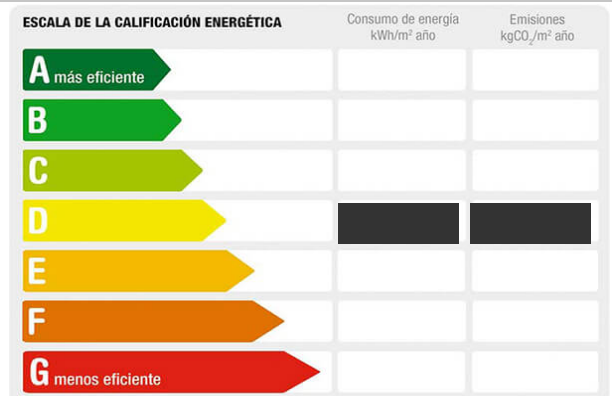 ESCALA DE LA CALIFICACIÓN ENERGÉTICA
Consumo de energía
kWh/m² año
Emisiones
kgCO₂/m² año
A más eficiente
B
C
D
E
F
G menos eficiente